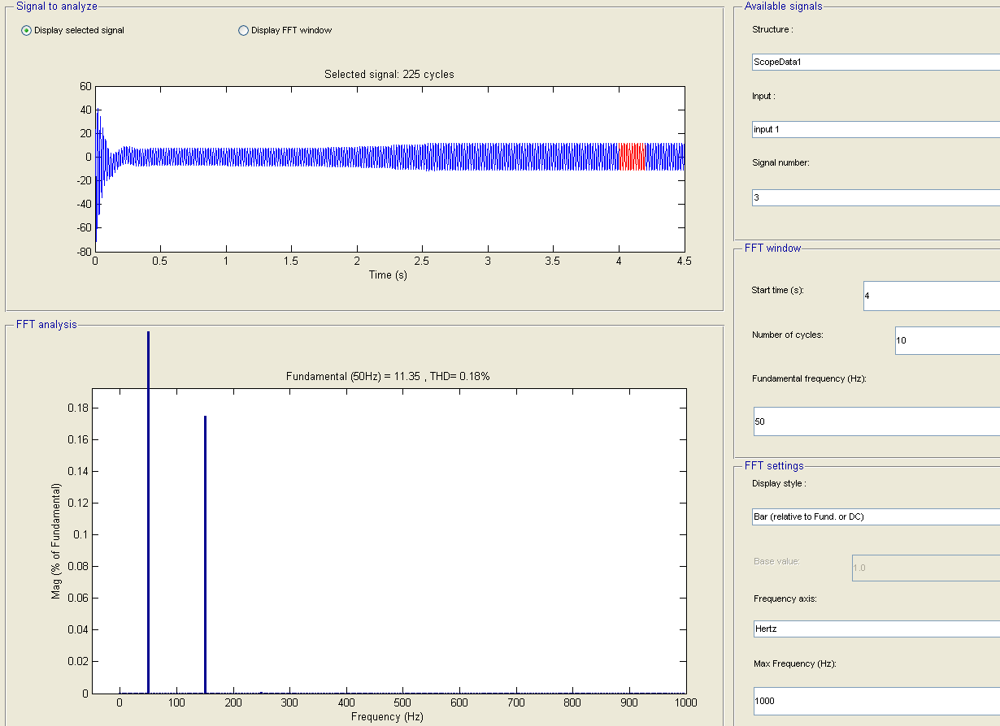 Signal to analyze
Display selected signal
Display FFT window
Selected signal: 225 cycles
60
40
20
0
-20
-40
-60
-80
0 0.5 1 1.5 2 2.5 3 3.5 4 4.5
Time (s)
FFT analysis
Fundamental (50Hz) = 11.35 , THD= 0.18%
Mag (% of Fundamental)
0.18
0.16
0.14
0.12
0.1
0.08
0.06
0.04
0.02
0
0 100 200 300 400 500 600 700 800 900 1000
Frequency (Hz)
Available signals
Structure :
ScopeData1
Input :
input 1
Signal number:
3
FFT window
Start time (s):
4
Number of cycles:
10
Fundamental frequency (Hz):
50
FFT settings
Display style :
Bar (relative to Fund. or DC)
Base value:
1.0
Frequency axis:
Hertz
Max Frequency (Hz):
1000